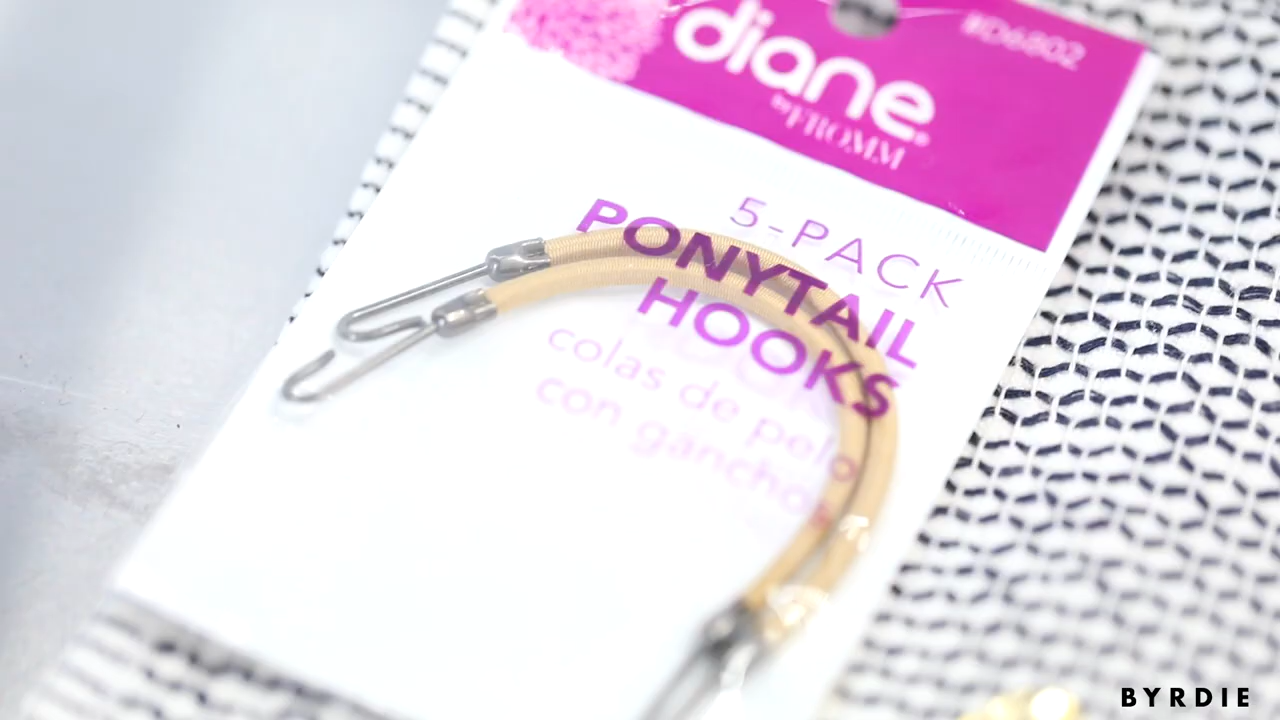 #D6802
diane®
by FROMM
5-PACK
PONYTAIL
HOOKS
colas de pelo
con ganchos
BYRDIE